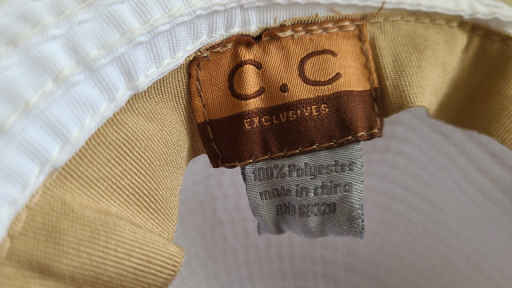 C.C
EXCLUSIVES
100% Polyester
made in china